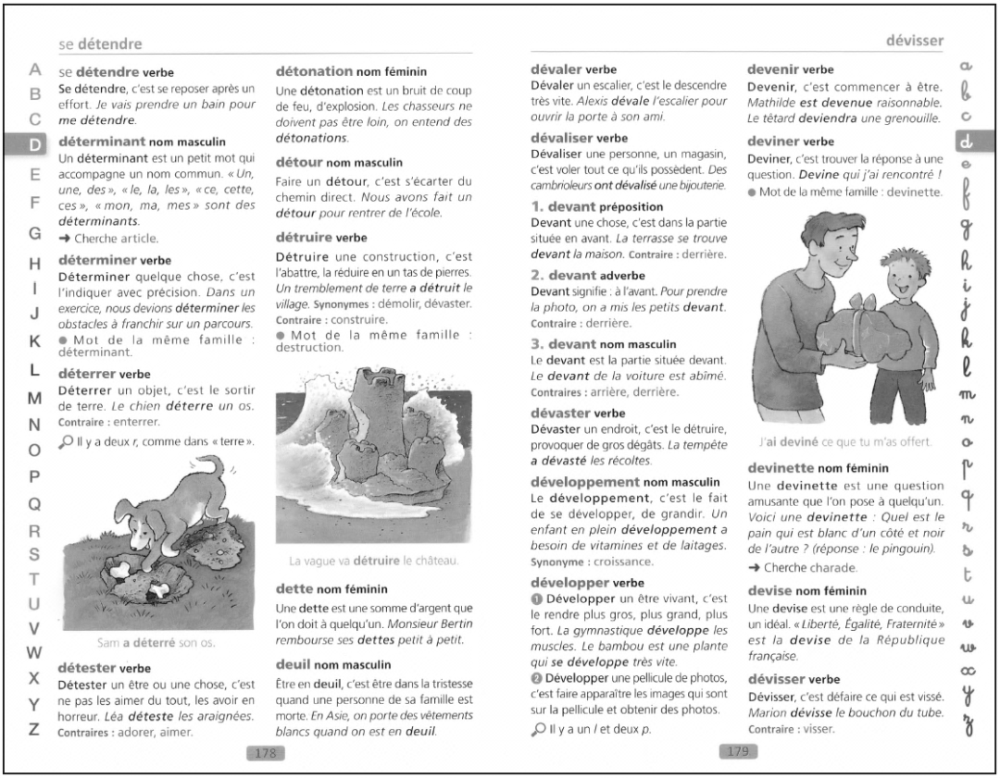 se détendre
A
B
C
D
E
F
G
H
I
J
K
L
M
N
O
P
Q
R
S
T
U
V
W
X
Y
Z
se détendre verbe
Se détendre, c'est se reposer après un
effort. Je vais prendre un bain pour
me détendre.
déterminant nom masculin
Un déterminant est un petit mot qui
accompagne un nom commun. « Un,
une, des », « le, la, les », « ce, cette,
ces », « mon, ma, mes » sont des
déterminants.
➜ Cherche article.
déterminer verbe
Déterminer quelque chose, c'est
l'indiquer avec précision. Dans un
exercice, nous devions déterminer les
obstacles à franchir sur un parcours.
● Mot de la même famille :
déterminant.
déterrer verbe
Déterrer un objet, c'est le sortir
de terre. Le chien déterre un os.
Contraire : enterrer.
Il y a deux r, comme dans « terre ».
Sam a déterré son os.
détester verbe
Détester un être ou une chose, c'est
ne pas les aimer du tout, les avoir en
horreur. Léa déteste les araignées.
Contraires : adorer, aimer.
détonation nom féminin
Une détonation est un bruit de coup
de feu, d'explosion. Les chasseurs ne
doivent pas être loin, on entend des
détonations.
détour nom masculin
Faire un détour, c'est s'écarter du
chemin direct. Nous avons fait un
détour pour rentrer de l'école.
détruire verbe
Détruire une construction, c'est
l'abattre, la réduire en un tas de pierres.
Un tremblement de terre a détruit le
village. Synonymes : démolir, dévaster.
Contraire : construire.
● Mot de la même famille :
destruction.
La vague va détruire le château.
dette nom féminin
Une dette est une somme d'argent que
l'on doit à quelqu'un. Monsieur Bertin
rembourse ses dettes petit à petit.
deuil nom masculin
Être en deuil, c'est être dans la tristesse
quand une personne de sa famille est
morte. En Asie, on porte des vêtements
blancs quand on est en deuil.
178
dévisser
dévaler verbe
Dévaler un escalier, c'est le descendre
très vite. Alexis dévale l'escalier pour
ouvrir la porte à son ami.
dévaliser verbe
Dévaliser une personne, un magasin,
c'est voler tout ce qu'ils possèdent. Des
cambrioleurs ont dévalisé une bijouterie.
1. devant préposition
Devant une chose, c'est dans la partie
située en avant. La terrasse se trouve
devant la maison. Contraire : derrière.
2. devant adverbe
Devant signifie : à l'avant. Pour prendre
la photo, on a mis les petits devant.
Contraire : derrière.
3. devant nom masculin
Le devant est la partie située devant.
Le devant de la voiture est abîmé.
Contraires : arrière, derrière.
dévaster verbe
Dévaster un endroit, c'est le détruire,
provoquer de gros dégâts. La tempête
a dévasté les récoltes.
développement nom masculin
Le développement, c'est le fait
de se développer, de grandir. Un
enfant en plein développement a
besoin de vitamines et de laitages.
Synonyme : croissance.
développer verbe
❶ Développer un être vivant, c'est
le rendre plus gros, plus grand, plus
fort. La gymnastique développe les
muscles. Le bambou est une plante
qui se développe très vite.
❷ Développer une pellicule de photos,
c'est faire apparaître les images qui sont
sur la pellicule et obtenir des photos.
Il y a un l et deux p.
devenir verbe
Devenir, c'est commencer à être.
Mathilde est devenue raisonnable.
Le têtard deviendra une grenouille.
deviner verbe
Deviner, c'est trouver la réponse à une
question. Devine qui j'ai rencontré !
● Mot de la même famille : devinette.
J'ai deviné ce que tu m'as offert.
devinette nom féminin
Une devinette est une question
amusante que l'on pose à quelqu'un.
Voici une devinette : Quel est le
pain qui est blanc d'un côté et noir
de l'autre ? (réponse : le pingouin).
➜ Cherche charade.
devise nom féminin
Une devise est une règle de conduite,
un idéal. « Liberté, Égalité, Fraternité »
est la devise de la République
française.
dévisser verbe
Dévisser, c'est défaire ce qui est vissé.
Marion dévisse le bouchon du tube.
Contraire : visser.
a
b
c
d
e
f
g
h
i
j
k
l
m
n
o
p
q
r
s
t
u
v
w
x
y
z
179